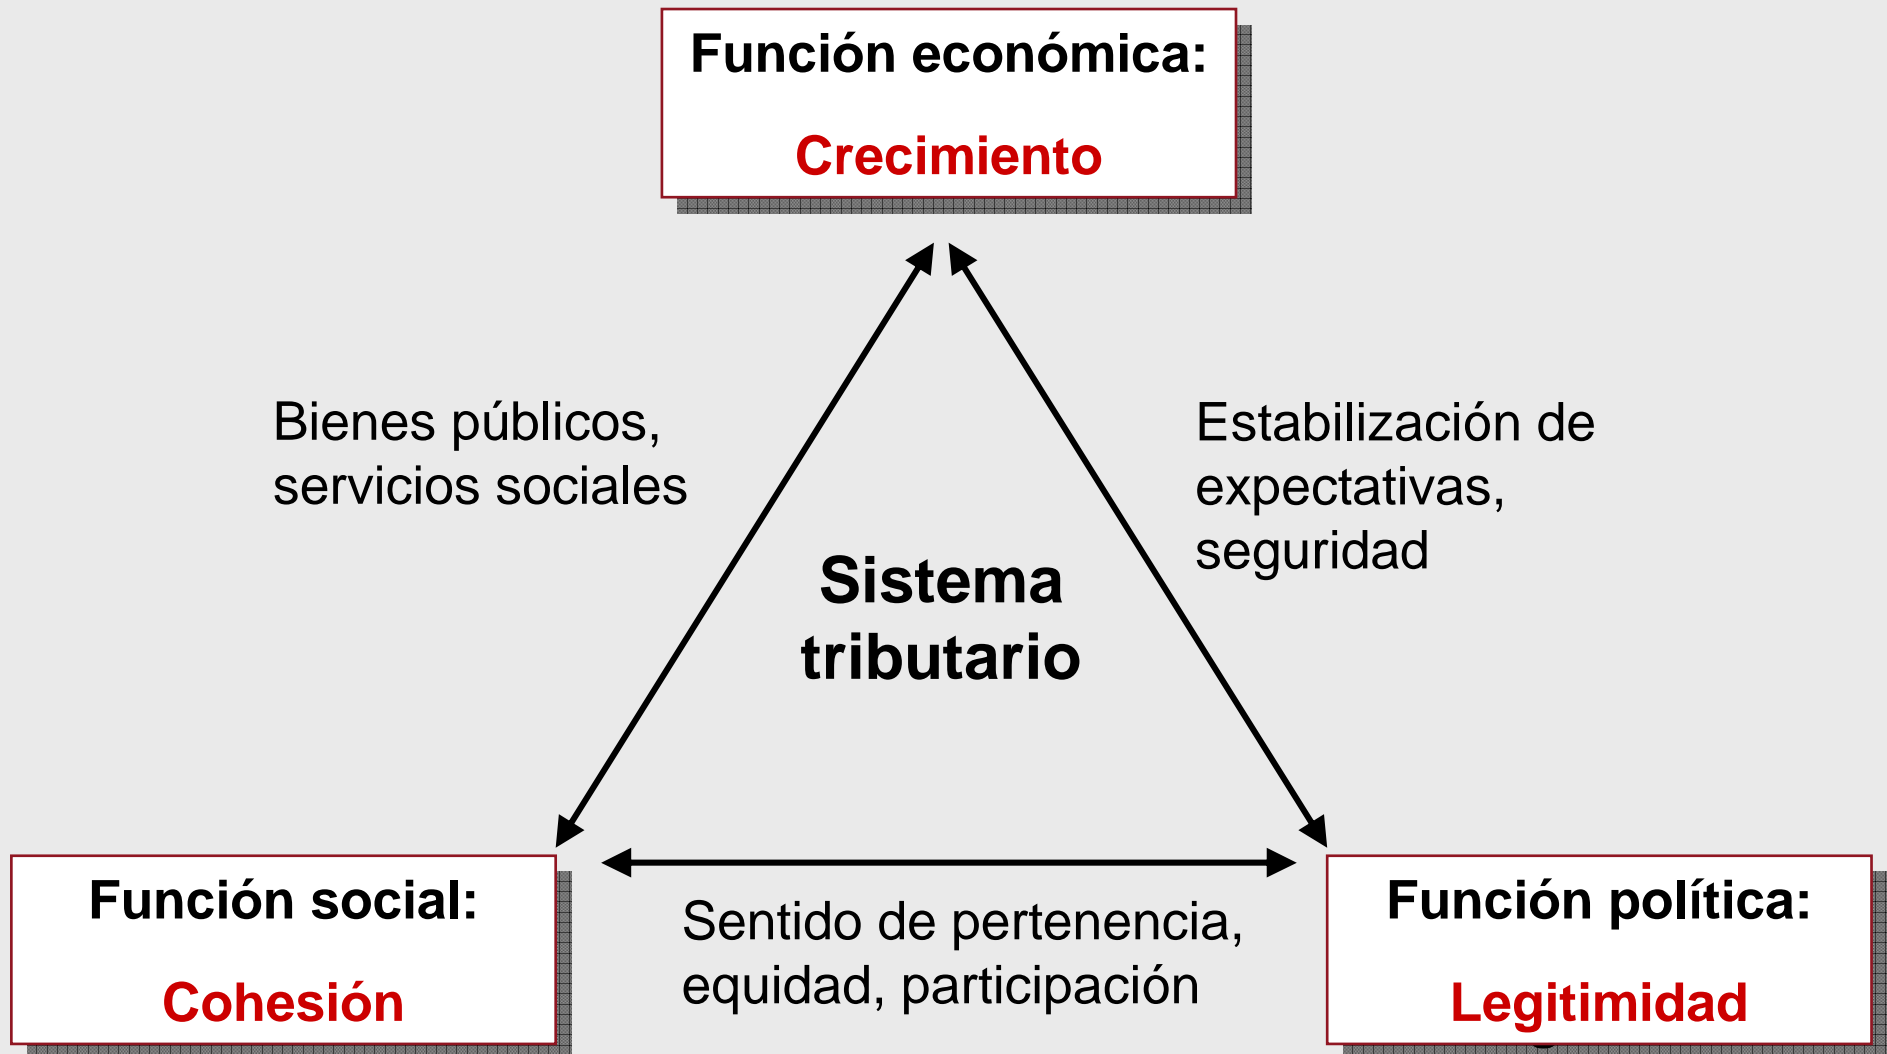 Función económica:
Crecimiento
Bienes públicos,
servicios sociales
Estabilización de
expectativas,
seguridad
Sistema
tributario
Función social:
Cohesión
Sentido de pertenencia,
equidad, participación
Función política:
Legitimidad